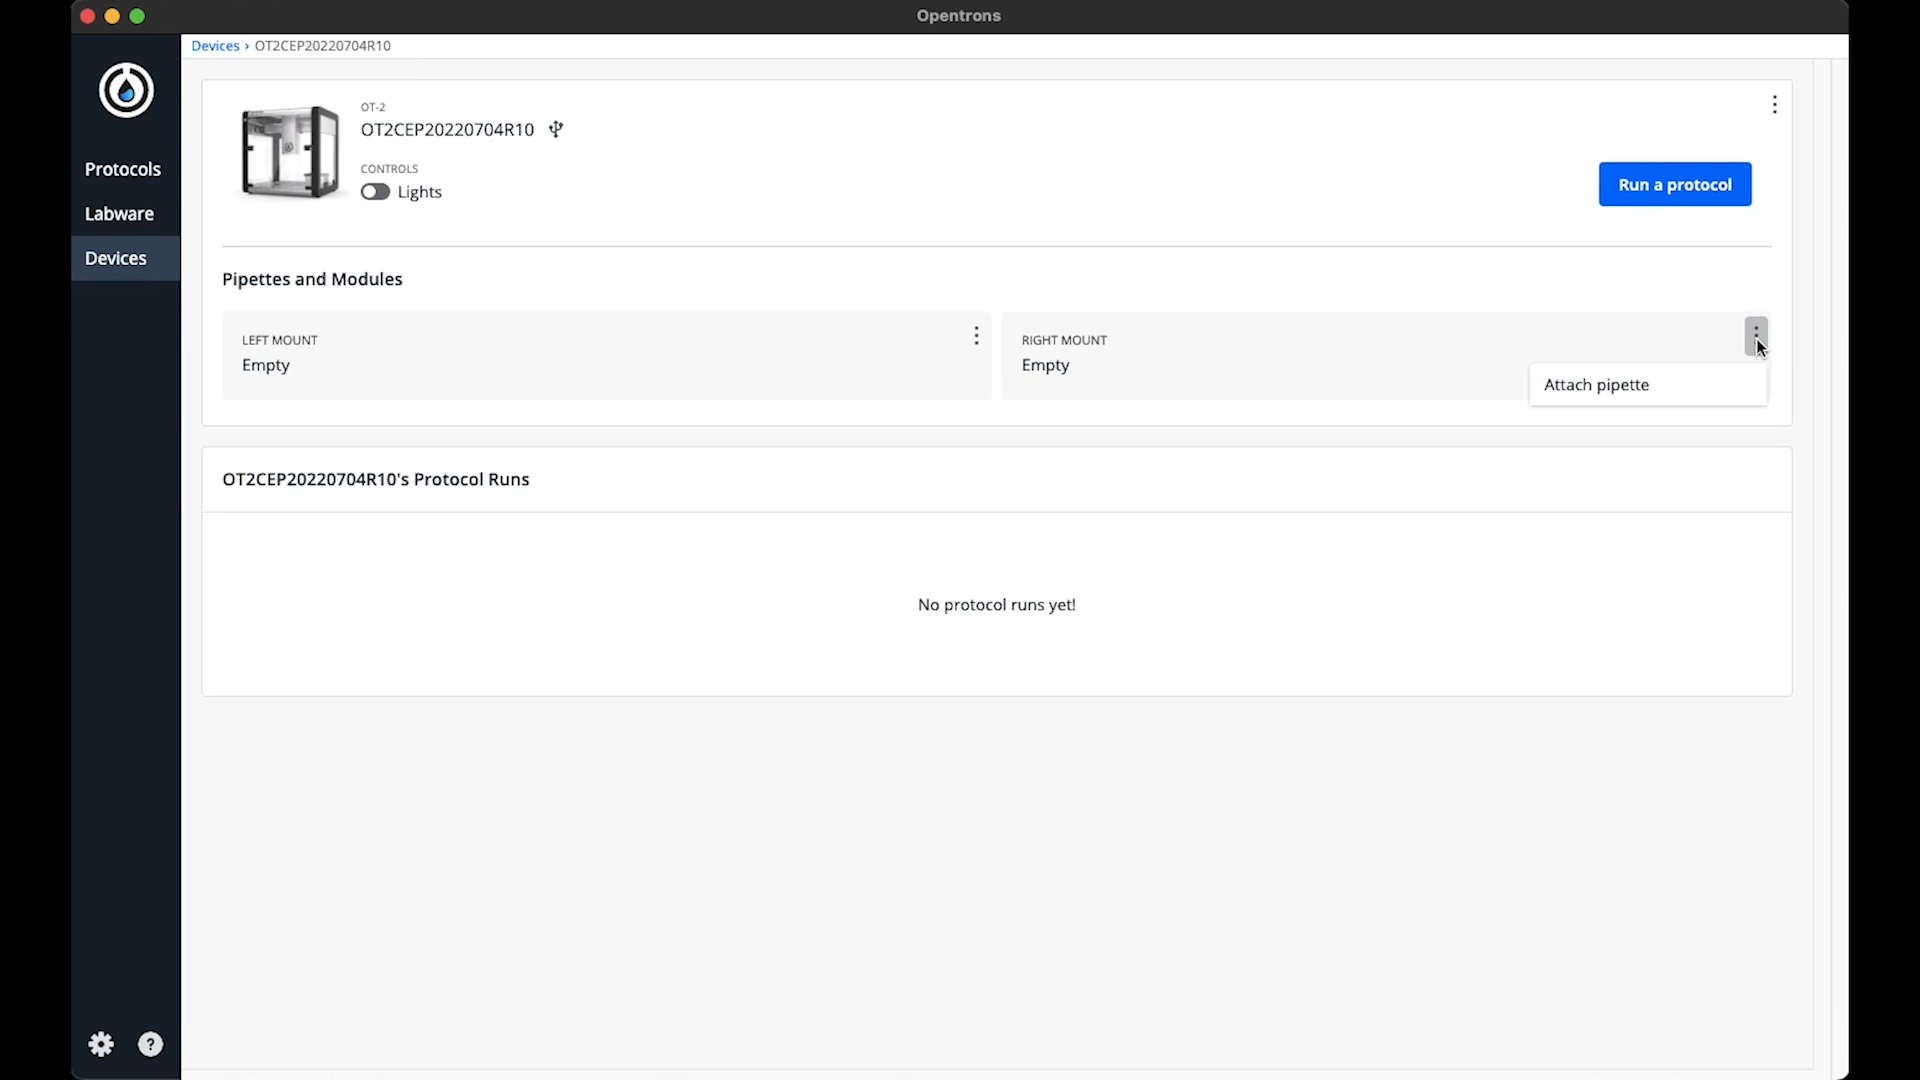 Opentrons
Devices › OT2CEP20220704R10
OT-2
OT2CEP20220704R10
CONTROLS
Lights
Run a protocol
Protocols
Labware
Devices
Pipettes and Modules
LEFT MOUNT
Empty
RIGHT MOUNT
Empty
Attach pipette
OT2CEP20220704R10's Protocol Runs
No protocol runs yet!
?